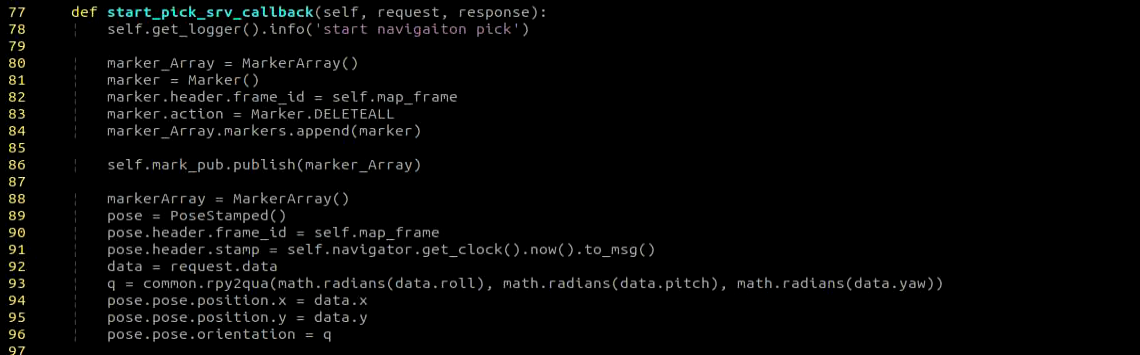 77 def start_pick_srv_callback(self, request, response):
78 self.get_logger().info('start navigaiton pick')
79
80 marker_Array = MarkerArray()
81 marker = Marker()
82 marker.header.frame_id = self.map_frame
83 marker.action = Marker.DELETEALL
84 marker_Array.markers.append(marker)
85
86 self.mark_pub.publish(marker_Array)
87
88 markerArray = MarkerArray()
89 pose = PoseStamped()
90 pose.header.frame_id = self.map_frame
91 pose.header.stamp = self.navigator.get_clock().now().to_msg()
92 data = request.data
93 q = common.rpy2qua(math.radians(data.roll), math.radians(data.pitch), math.radians(data.yaw))
94 pose.pose.position.x = data.x
95 pose.pose.position.y = data.y
96 pose.pose.orientation = q
97